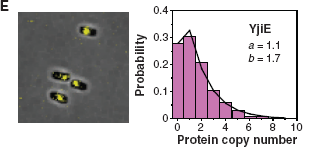 E
YjiE
a = 1.1
b = 1.7
Probability
0.4
0.3
0.2
0.1
0
0 2 4 6 8 10
Protein copy number